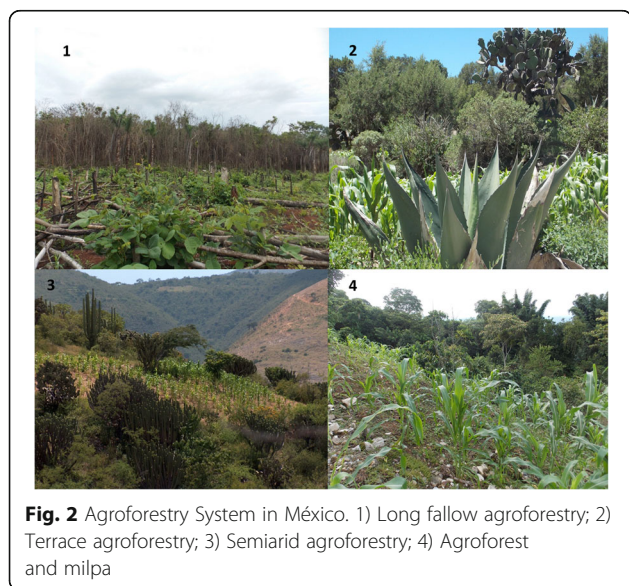 1
2
3
4
Fig. 2 Agroforestry System in México. 1) Long fallow agroforestry; 2)
Terrace agroforestry; 3) Semiarid agroforestry; 4) Agroforest
and milpa